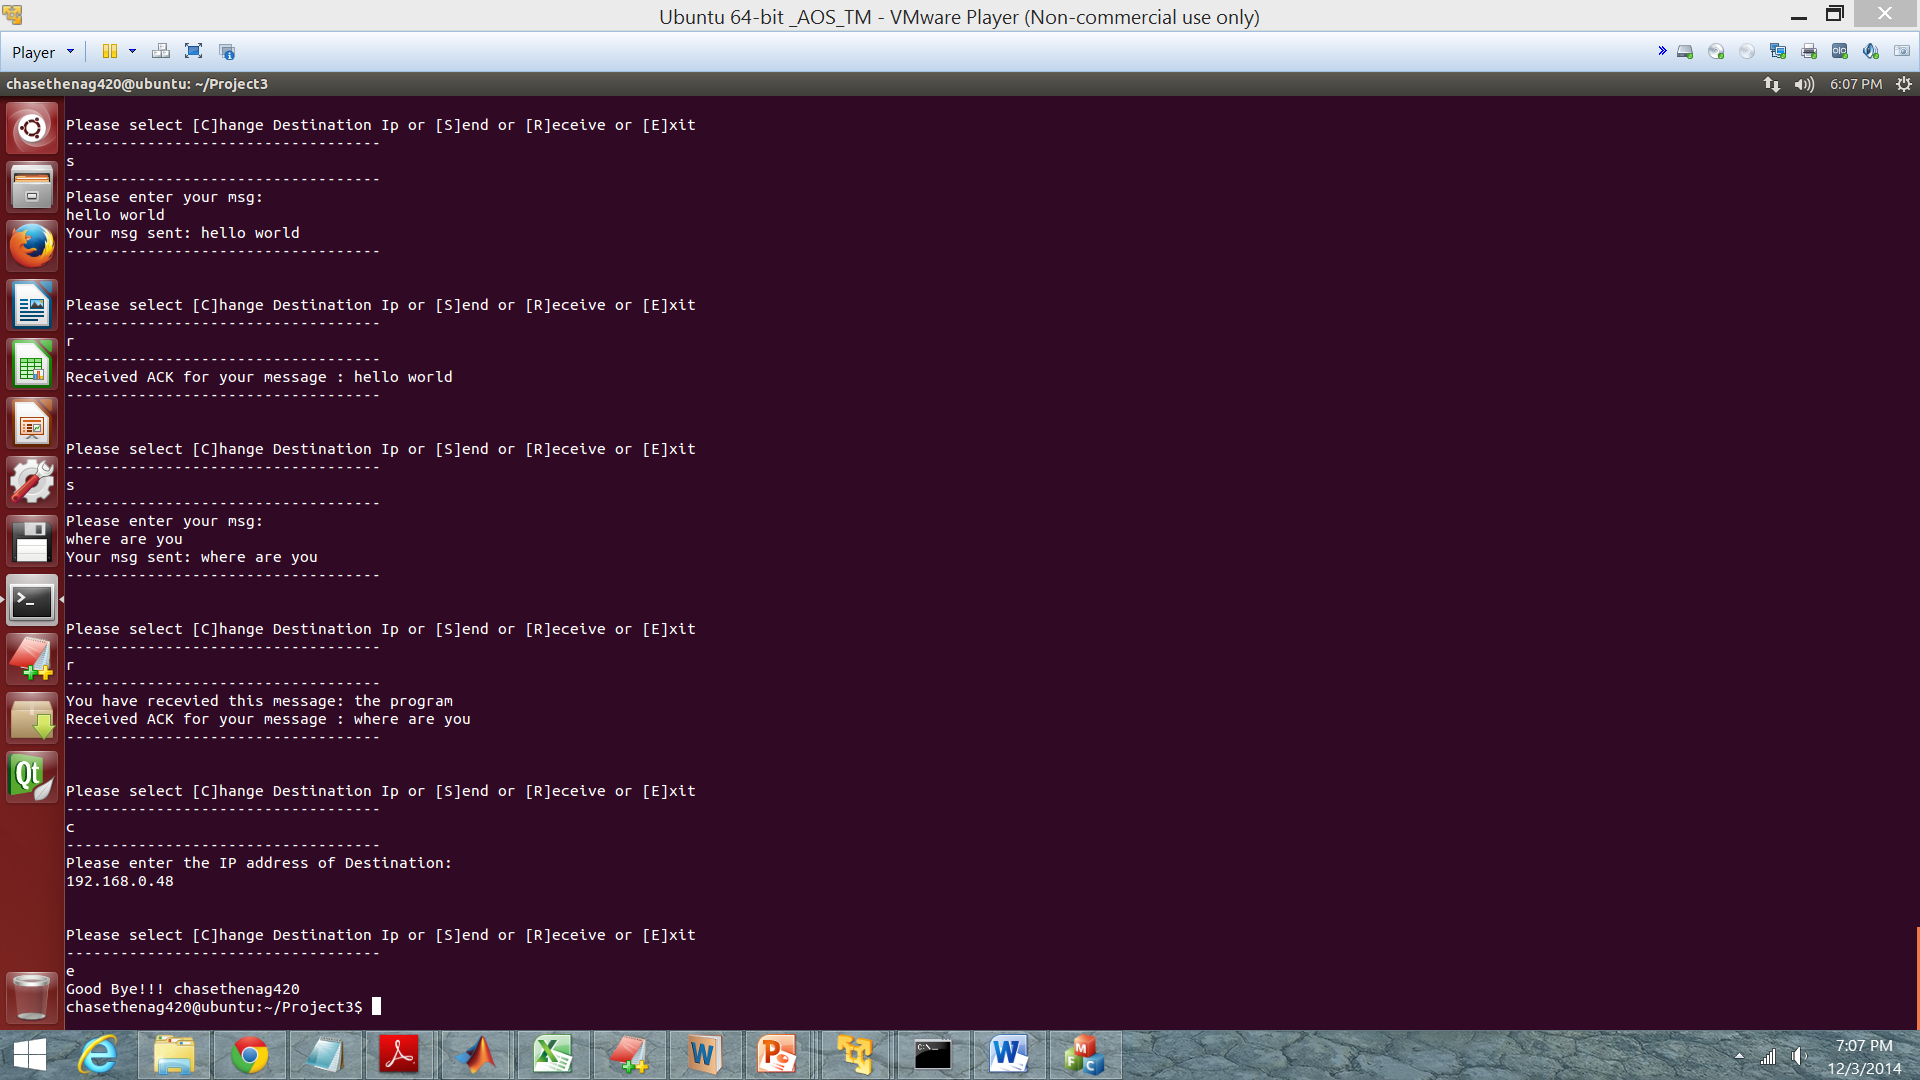 Ubuntu 64-bit _AOS_TM - VMware Player (Non-commercial use only)
Player
chasethenag420@ubuntu: ~/Project3
6:07 PM
Please select [C]hange Destination Ip or [S]end or [R]eceive or [E]xit
-----------------------------------
s
-----------------------------------
Please enter your msg:
hello world
Your msg sent: hello world
-----------------------------------
Please select [C]hange Destination Ip or [S]end or [R]eceive or [E]xit
-----------------------------------
r
-----------------------------------
Received ACK for your message : hello world
-----------------------------------
Please select [C]hange Destination Ip or [S]end or [R]eceive or [E]xit
-----------------------------------
s
-----------------------------------
Please enter your msg:
where are you
Your msg sent: where are you
-----------------------------------
Please select [C]hange Destination Ip or [S]end or [R]eceive or [E]xit
-----------------------------------
r
-----------------------------------
You have recevied this message: the program
Received ACK for your message : where are you
-----------------------------------
Please select [C]hange Destination Ip or [S]end or [R]eceive or [E]xit
-----------------------------------
c
-----------------------------------
Please enter the IP address of Destination:
192.168.0.48
Please select [C]hange Destination Ip or [S]end or [R]eceive or [E]xit
-----------------------------------
e
Good Bye!!! chasethenag420
chasethenag420@ubuntu:~/Project3$
Qt
7:07 PM
12/3/2014